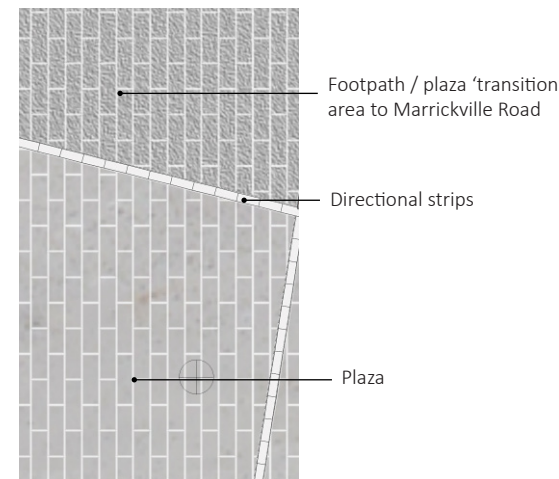 Footpath / plaza ‘transition
area to Marrickville Road
Directional strips
Plaza